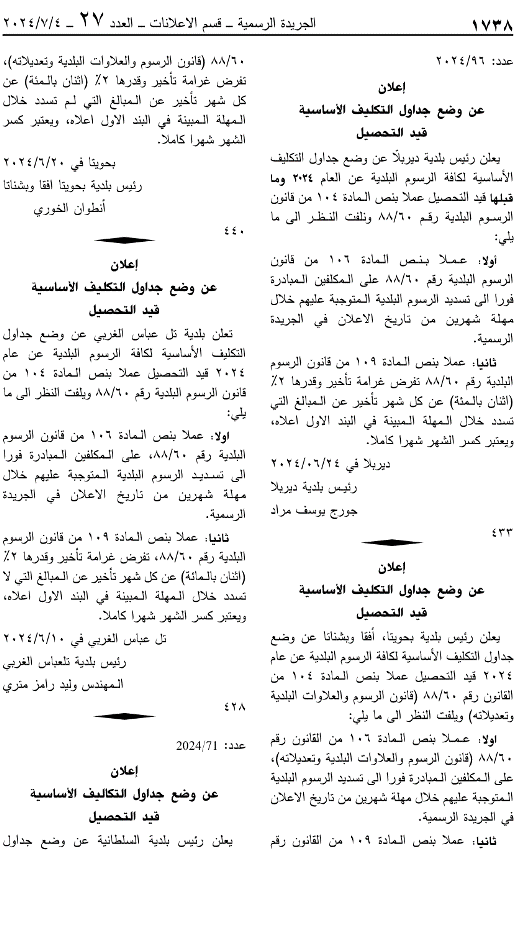 ١٧٣٨
الجريدة الرسمية ــ قسم الاعلانات ــ العدد ٢٧ ــ ٢٠٢٤/٧/٤
عدد: ٢٠٢٤/٩٦
إعلان
عن وضع جداول التكليف الأساسية
قيد التحصيل
يعلن رئيس بلدية ديربلّا عن وضع جداول التكليف
الأساسية لكافة الرسوم البلدية عن العام ٢٠٢٤ وما
قبلها قيد التحصيل عملا بنص المادة ١٠٤ من قانون
الرسوم البلدية رقم ٨٨/٦٠ ونلفت النظر الى ما
يلي:
أولا: عملا بنص المادة ١٠٦ من قانون
الرسوم البلدية رقم ٨٨/٦٠ على المكلفين المبادرة
فورا الى تسديد الرسوم البلدية المتوجبة عليهم خلال
مهلة شهرين من تاريخ الاعلان في الجريدة
الرسمية.
ثانيا: عملا بنص المادة ١٠٩ من قانون الرسوم
البلدية رقم ٨٨/٦٠ تفرض غرامة تأخير وقدرها ٢٪
(اثنان بالمئة) عن كل شهر تأخير عن المبالغ التي
تسدد خلال المهلة المبينة في البند الاول اعلاه،
ويعتبر كسر الشهر شهرا كاملا.
ديربلا في ٢٠٢٤/٠٦/٢٤
رئيس بلدية ديربلا
جورج يوسف مراد
٤٣٣
إعلان
عن وضع جداول التكليف الأساسية
قيد التحصيل
يعلن رئيس بلدية بحويتا، أفقا وبشناتا عن وضع
جداول التكليف الأساسية لكافة الرسوم البلدية عن عام
٢٠٢٤ قيد التحصيل عملا بنص المادة ١٠٤ من
القانون رقم ٨٨/٦٠ (قانون الرسوم والعلاوات البلدية
وتعديلاته) ويلفت النظر الى ما يلي:
اولا: عملا بنص المادة ١٠٦ من القانون رقم
٨٨/٦٠ (قانون الرسوم والعلاوات البلدية وتعديلاته)،
على المكلفين المبادرة فورا الى تسديد الرسوم البلدية
المتوجبة عليهم خلال مهلة شهرين من تاريخ الاعلان
في الجريدة الرسمية.
ثانيا: عملا بنص المادة ١٠٩ من القانون رقم
٨٨/٦٠ (قانون الرسوم والعلاوات البلدية وتعديلاته)،
تفرض غرامة تأخير وقدرها ٢٪ (اثنان بالمئة) عن
كل شهر تأخير عن المبالغ التي لم تسدد خلال
المهلة المبينة في البند الاول اعلاه، ويعتبر كسر
الشهر شهرا كاملا.
بحويتا في ٢٠٢٤/٦/٢٠
رئيس بلدية بحويتا افقا وبشناتا
أنطوان الخوري
٤٤٠
إعلان
عن وضع جداول التكليف الأساسية
قيد التحصيل
تعلن بلدية تل عباس الغربي عن وضع جداول
التكليف الأساسية لكافة الرسوم البلدية عن عام
٢٠٢٤ قيد التحصيل عملا بنص المادة ١٠٤ من
قانون الرسوم البلدية رقم ٨٨/٦٠ ويلفت النظر الى ما
يلي:
اولا: عملا بنص المادة ١٠٦ من قانون الرسوم
البلدية رقم ٨٨/٦٠، على المكلفين المبادرة فورا
الى تسديد الرسوم البلدية المتوجبة عليهم خلال
مهلة شهرين من تاريخ الاعلان في الجريدة
الرسمية.
ثانيا: عملا بنص المادة ١٠٩ من قانون الرسوم
البلدية رقم ٨٨/٦٠، تفرض غرامة تأخير وقدرها ٢٪
(اثنان بالمائة) عن كل شهر تأخير عن المبالغ التي لا
تسدد خلال المهلة المبينة في البند الاول اعلاه،
ويعتبر كسر الشهر شهرا كاملا.
تل عباس الغربي في ٢٠٢٤/٦/١٠
رئيس بلدية تلعباس الغربي
المهندس وليد رامز متري
٤٢٨
عدد: 2024/71
إعلان
عن وضع جداول التكاليف الأساسية
قيد التحصيل
يعلن رئيس بلدية السلطانية عن وضع جداول